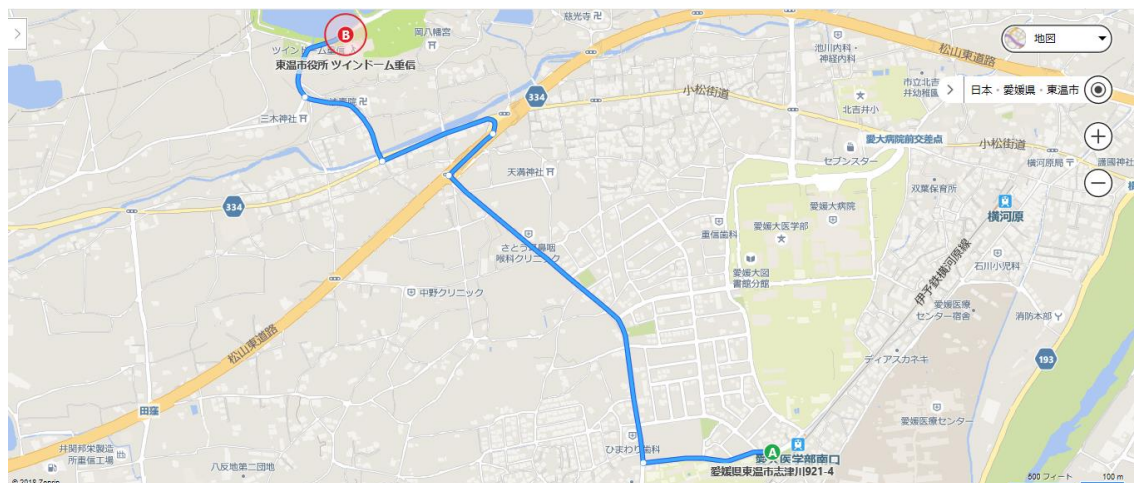 慈光寺
岡八幡宮
B
池川内科・
神経内科
地図
松山東道路
東温市役所 ツインドーム重信
334
小松街道
市立北吉
井幼稚園
日本・愛媛県・東温市
北吉井小
三木神社
愛大病院前交差点
小松街道
セブンスター
横河原局
護國神社
天満神社
双葉保育所
334
愛媛大病院
横河原
愛媛大医学部
重信歯科
さとう耳鼻咽
喉科クリニック
石川小児科
愛媛大図
書館分館
伊予鉄横河原線
中野クリニック
愛媛医療
センター宿舎
消防本部
松山東道路
ディアスカネキ
193
田窪
愛媛医療センター
井関邦栄製造
所重信工場
ひまわり歯科
A
愛大医学部南口
八反地第二団地
愛媛県東温市志津川921-4
500 フィート
100 m
© 2018 Zenrin